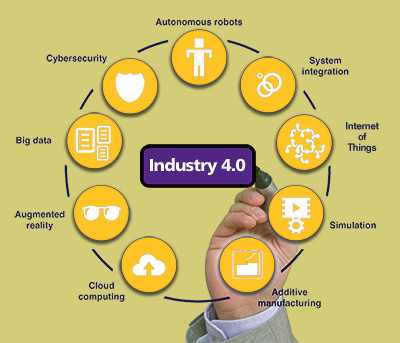 Autonomous robots
System
integration
Internet
of
Things
Simulation
Additive
manufacturing
Cloud
computing
Augmented
reality
Big data
Cybersecurity
Industry 4.0